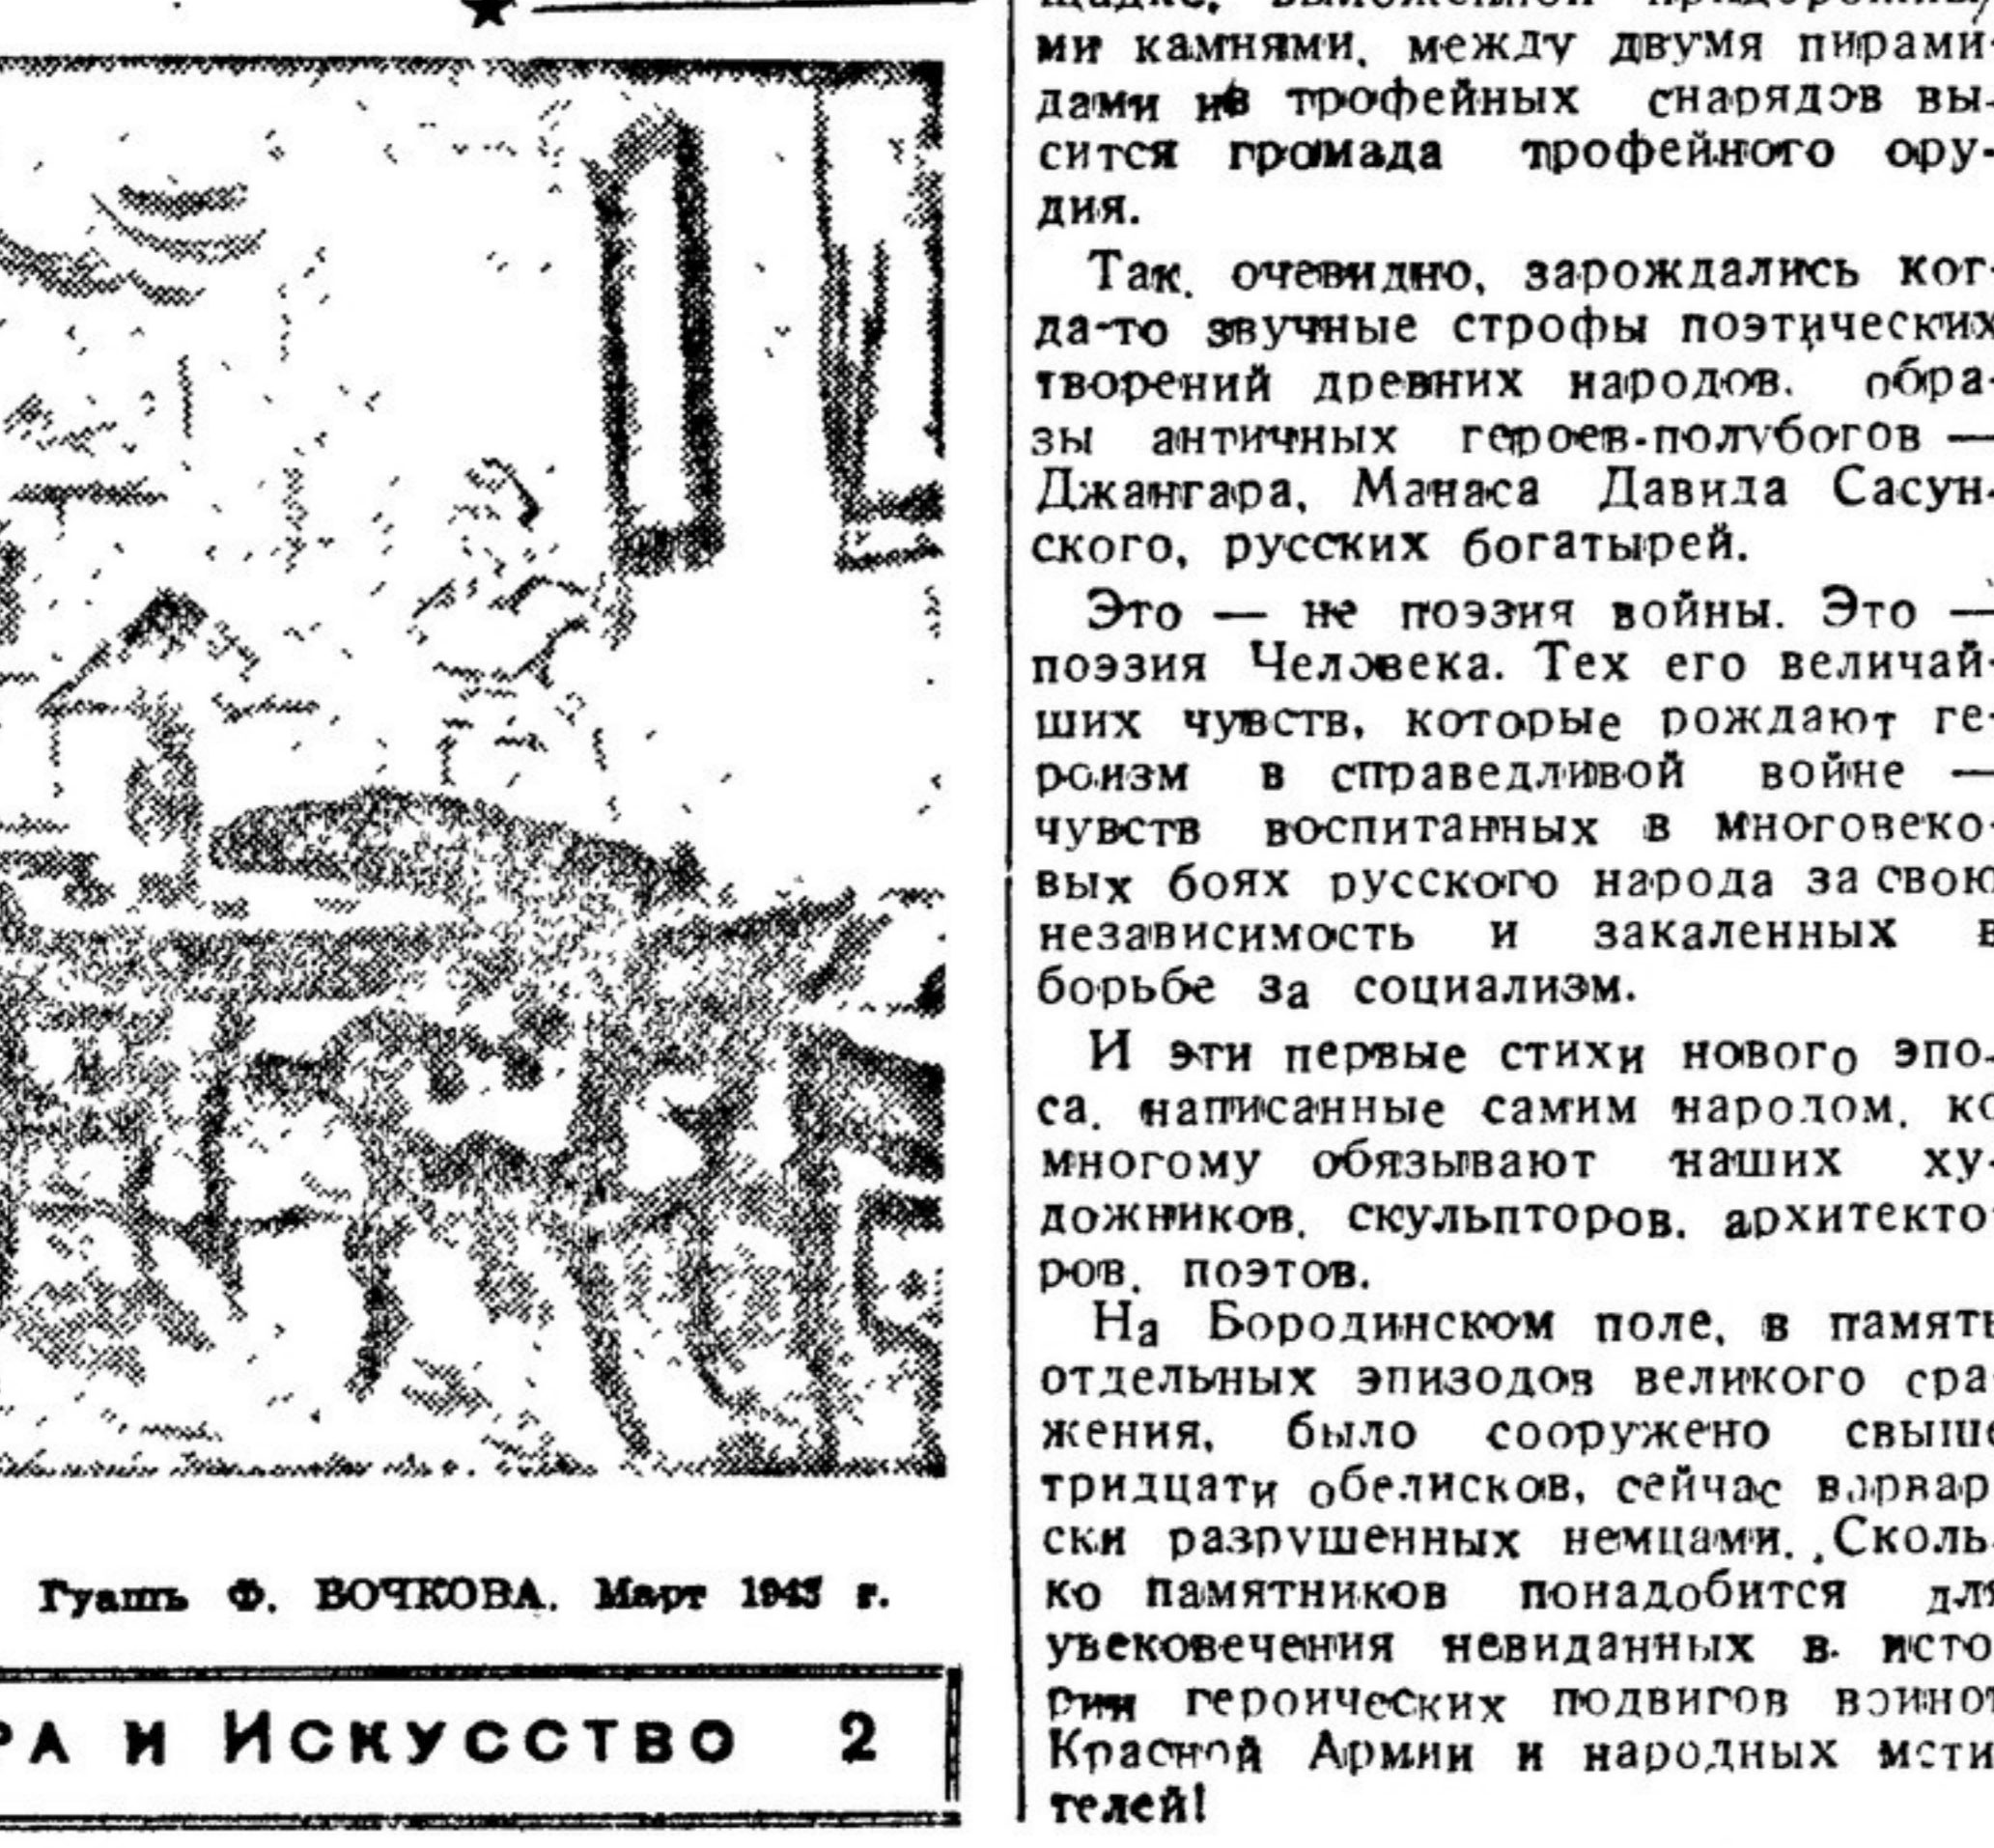 Гуашь Ф. БОЧКОВА. Март 1943 г.
РА и Искусство 2
ми камнями, между двумя пирами-
дами из трофейных снарядов вы-
сится громада трофейного ору-
дия.
Так, очевидно, зарождались ког-
да-то звучные строфы поэтических
творений древних народов, обра-
зы античных героев-полубогов —
Джангара, Манаса Давида Сасун-
ского, русских богатырей.
Это — не поэзия войны. Это —
поэзия Человека. Тех его величай-
ших чувств, которые рождают ге-
роизм в справедливой войне —
чувств воспитанных в многовеко-
вых боях русского народа за свою
независимость и закаленных в
борьбе за социализм.
И эти первые стихи нового эпо-
са, написанные самим народом, ко
многому обязывают наших ху-
дожников, скульпторов, архитекто-
ров, поэтов.
На Бородинском поле, в память
отдельных эпизодов великого сра-
жения, было сооружено свыше
тридцати обелисков, сейчас варвар
ски разрушенных немцами. Сколь-
ко памятников понадобится для
увековечения невиданных в исто
рии героических подвигов воинов
Красной Армии и народных мсти
телей!